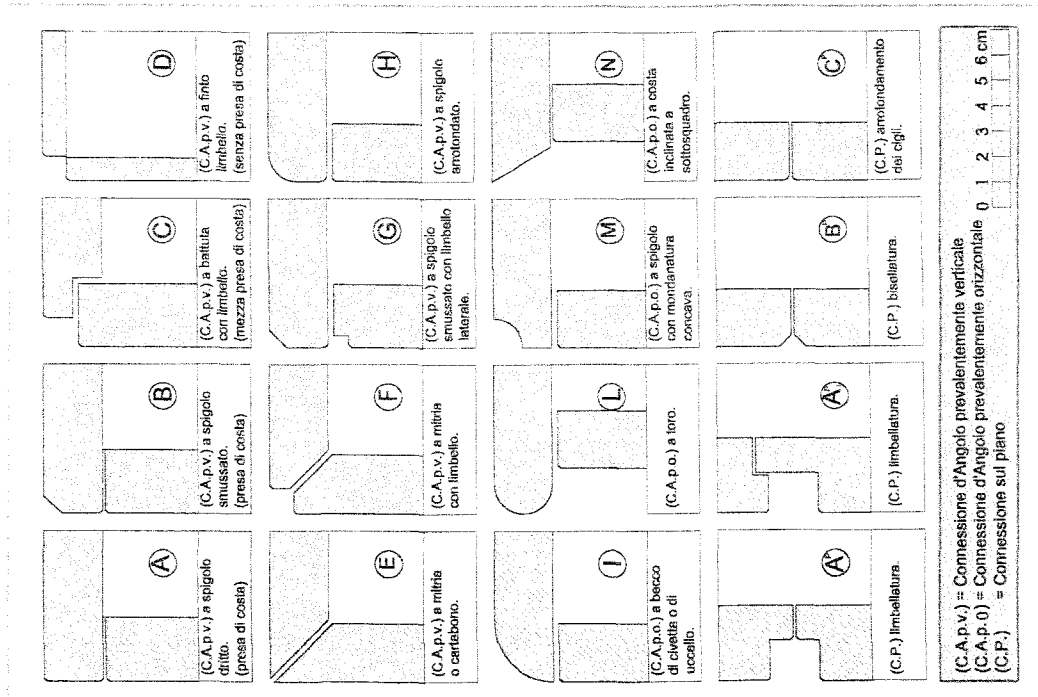 A
(C.A.p.v.) a spigolo
dritto.
(presa di costa)
B
(C.A.p.v.) a spigolo
smussato.
(presa di costa)
C
(C.A.p.v.) a battuta
con limbello.
(mezza presa di costa)
D
(C.A.p.v.) a finto
limbello.
(senza presa di costa)
E
(C.A.p.v.) a mitria
o cartabono.
F
(C.A.p.v.) a mitria
con limbello.
G
(C.A.p.v.) a spigolo
smussato con limbello
laterale.
H
(C.A.p.v.) a spigolo
arrotondato.
I
(C.A.p.o.) a becco
di civetta o di
uccello.
L
(C.A.p.o.) a toro.
M
(C.A.p.o.) a spigolo
con mondanatura
concava.
N
(C.A.p.o.) a costa
inclinata a
sottosquadro.
A'
(C.P.) limbellatura.
A'
(C.P.) limbellatura.
B'
(C.P.) bisellatura.
C'
(C.P.) arrotondamento
dei cigli.
(C.A.p.v.) = Connessione d'Angolo prevalentemente verticale
(C.A.p.0) = Connessione d'Angolo prevalentemente orizzontale
(C.P.) = Connessione sul piano
0 1 2 3 4 5 6 cm